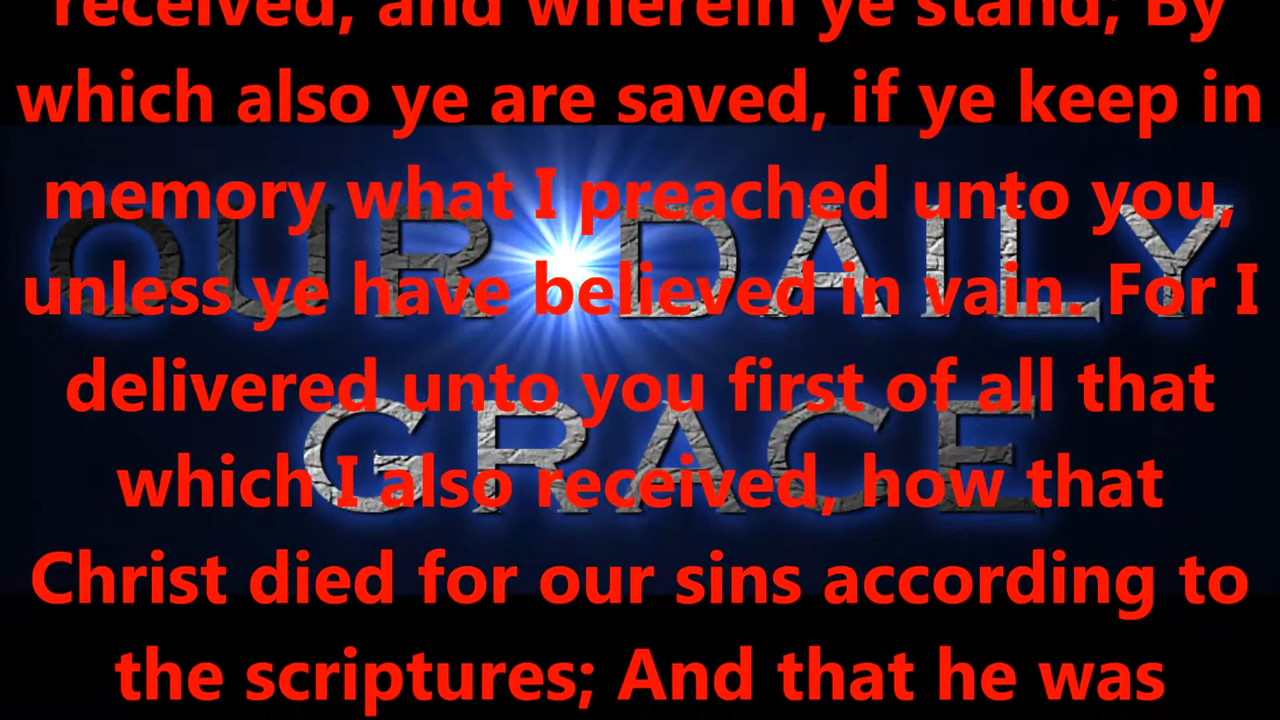 received, and wherein ye stand; By
which also ye are saved, if ye keep in
memory what I preached unto you,
unless ye have believed in vain. For I
delivered unto you first of all that
which I also received, how that
Christ died for our sins according to
the scriptures; And that he was
OUR DAILY
GRACE